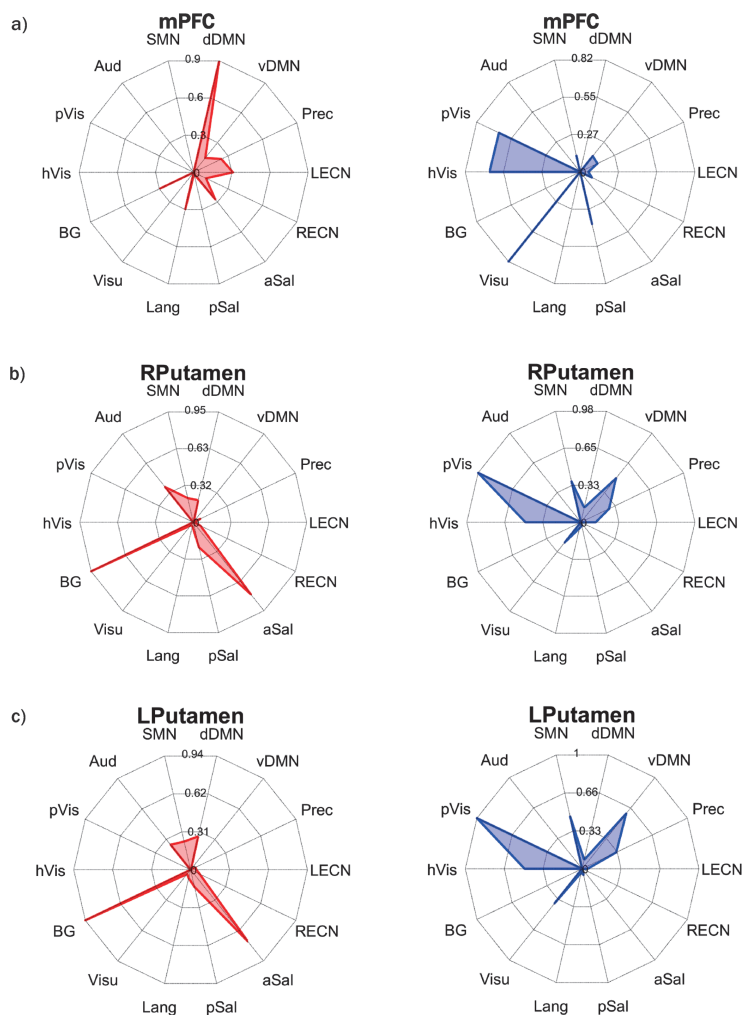 a)
mPFC
SMN dDMN
0.9
Aud vDMN
0.6
pVis Prec
0.3
hVis 0 LECN
BG RECN
Visu aSal
Lang pSal
mPFC
SMN dDMN
0.82
Aud vDMN
0.55
pVis Prec
0.27
hVis 0 LECN
BG RECN
Visu aSal
Lang pSal
b)
RPutamen
SMN dDMN
0.95
Aud vDMN
0.63
pVis Prec
0.32
hVis 0 LECN
BG RECN
Visu aSal
Lang pSal
RPutamen
SMN dDMN
0.98
Aud vDMN
0.65
pVis Prec
0.33
hVis 0 LECN
BG RECN
Visu aSal
Lang pSal
c)
LPutamen
SMN dDMN
0.94
Aud vDMN
0.62
pVis Prec
0.31
hVis 0 LECN
BG RECN
Visu aSal
Lang pSal
LPutamen
SMN dDMN
1
Aud vDMN
0.66
pVis Prec
0.33
hVis 0 LECN
BG RECN
Visu aSal
Lang pSal